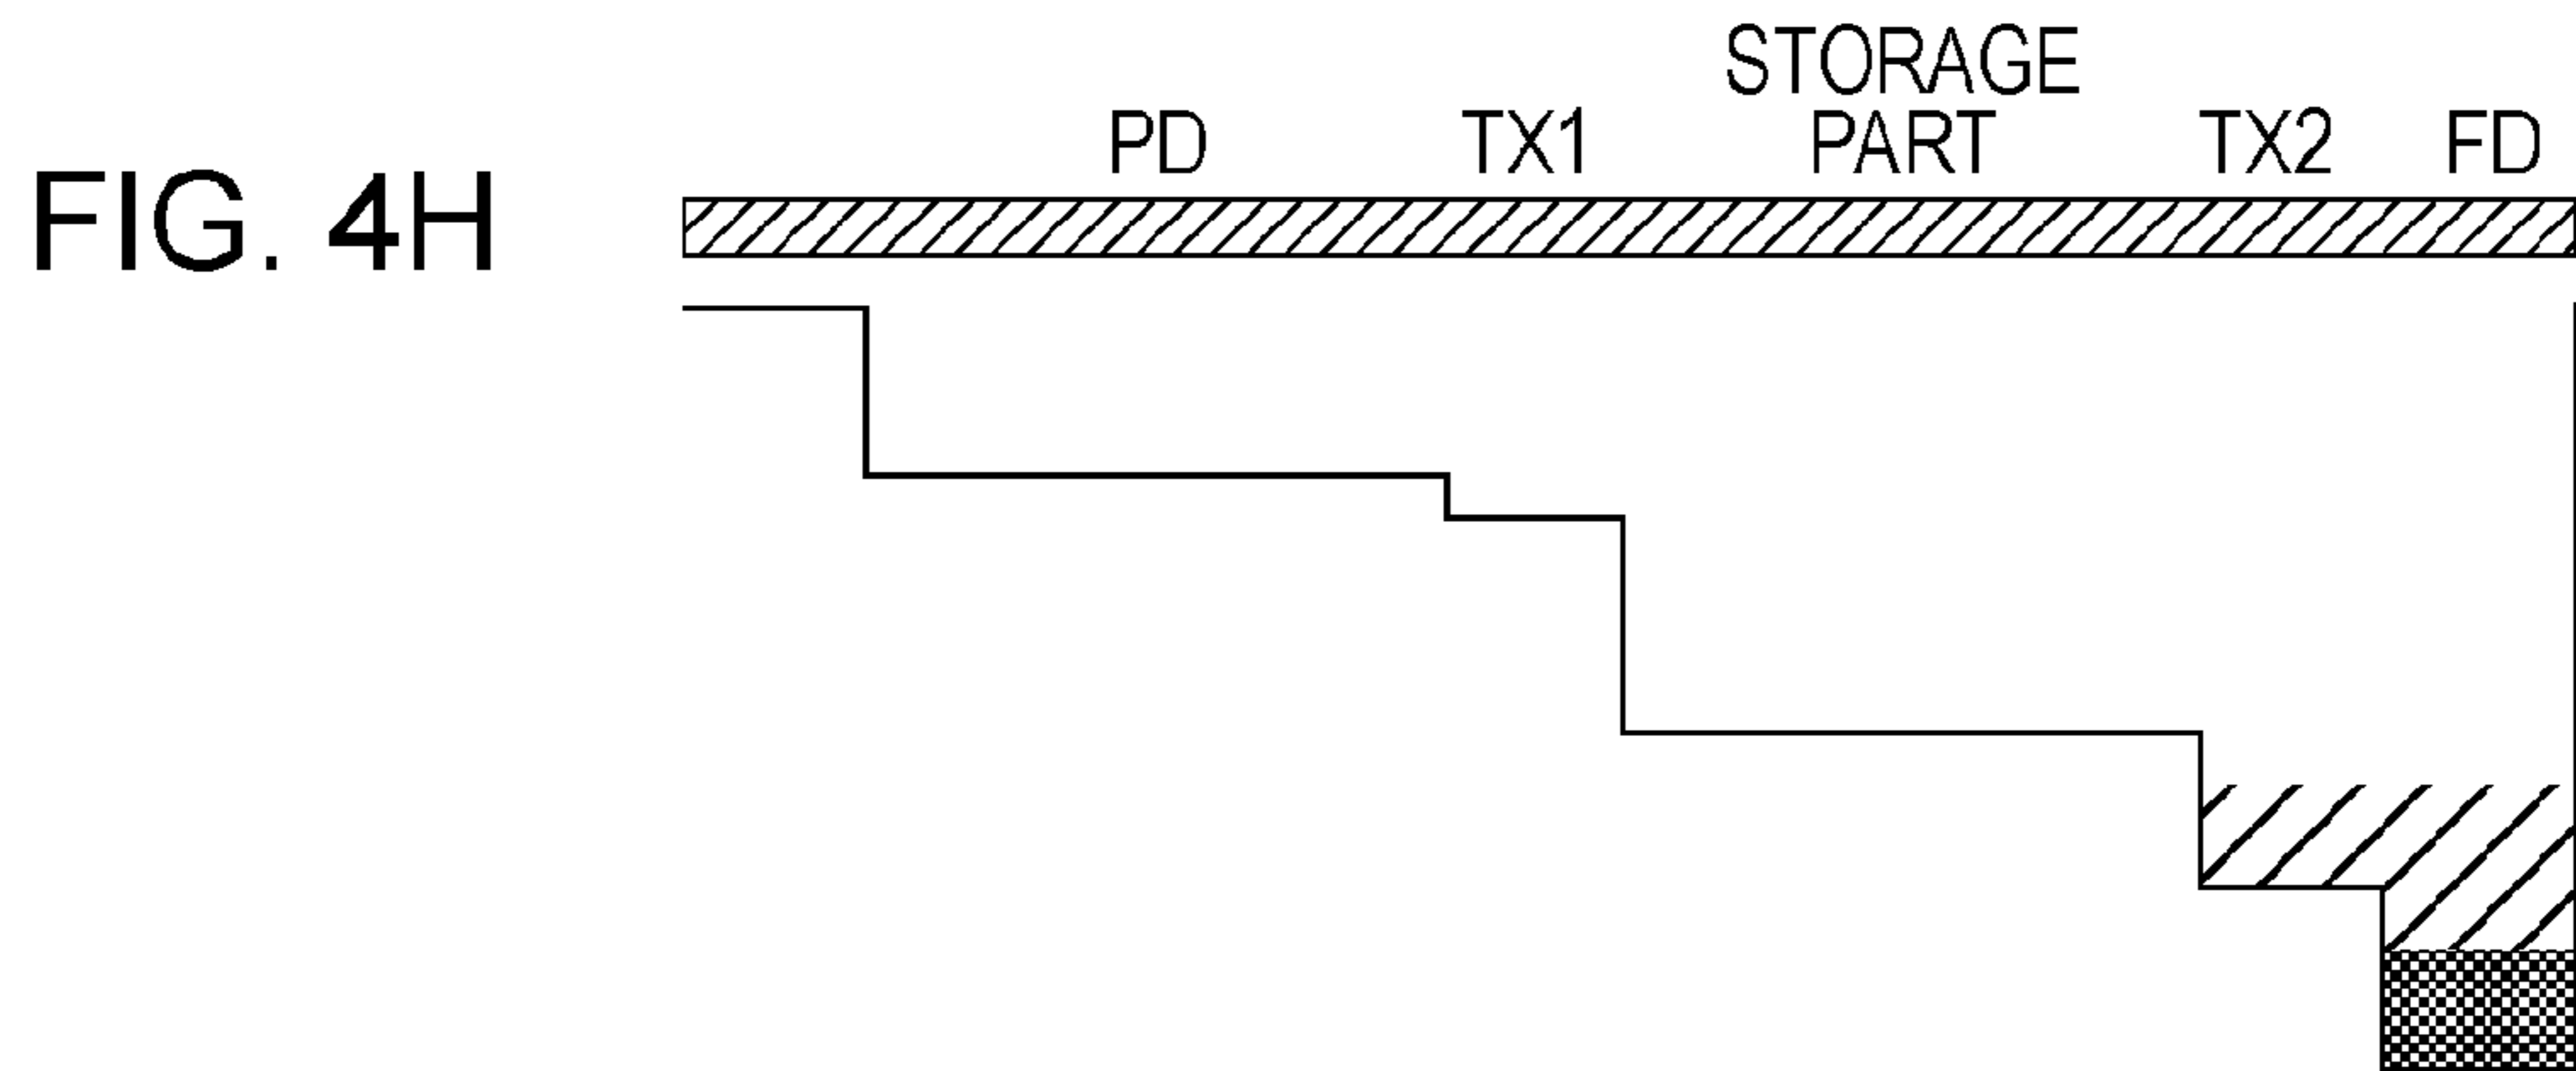 FIG. 4H
PD
TX1
STORAGE
PART
TX2
FD